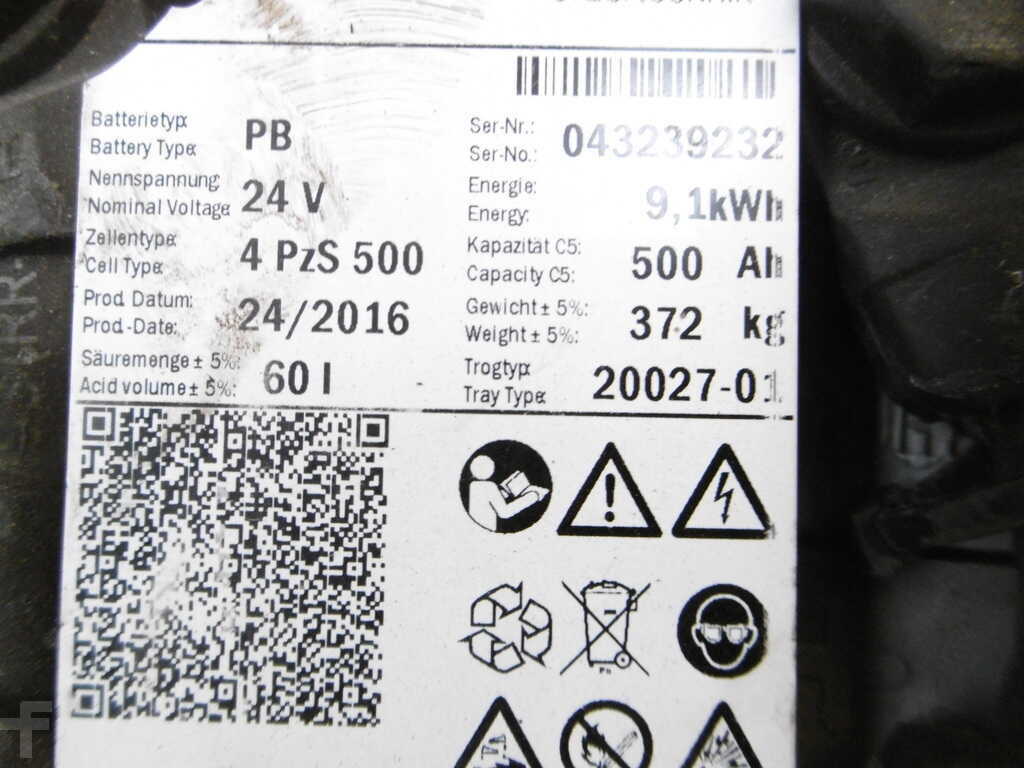 Batterietyp:
Battery Type: PB
Ser-Nr.:
Ser-No.: 043239232
Nennspannung:
Nominal Voltage: 24 V
Energie:
Energy: 9,1kWh
Zellentype:
Cell Type: 4 PzS 500
Kapazität C5:
Capacity C5: 500 Ah
Prod. Datum:
Prod.-Date: 24/2016
Gewicht ± 5%:
Weight ± 5%: 372 kg
Säuremenge ± 5%:
Acid volume ± 5%: 60 l
Trogtyp:
Tray Type: 20027-01
Pb